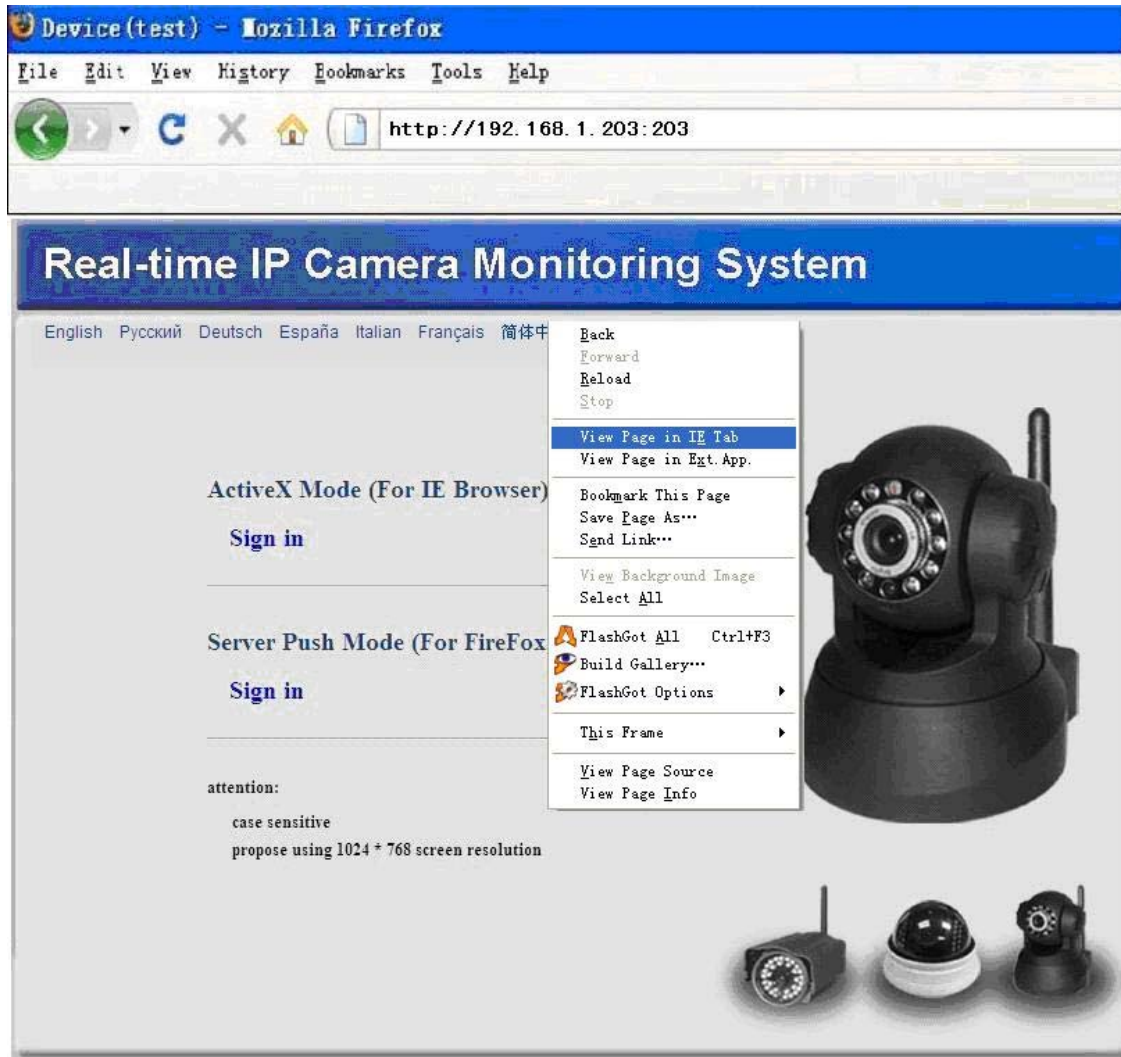 Device(test) - Mozilla Firefox
File Edit View History Bookmarks Tools Help
http://192.168.1.203:203
Real-time IP Camera Monitoring System
English Русский Deutsch España Italian Français 简体中
Back
Forward
Reload
Stop
View Page in IE Tab
View Page in Ext. App.
Bookmark This Page
Save Page As···
Send Link···
View Background Image
Select All
FlashGot All Ctrl+F3
Build Gallery···
FlashGot Options
This Frame
View Page Source
View Page Info
ActiveX Mode (For IE Browser)
Sign in
Server Push Mode (For FireFox
Sign in
attention:
case sensitive
propose using 1024 * 768 screen resolution